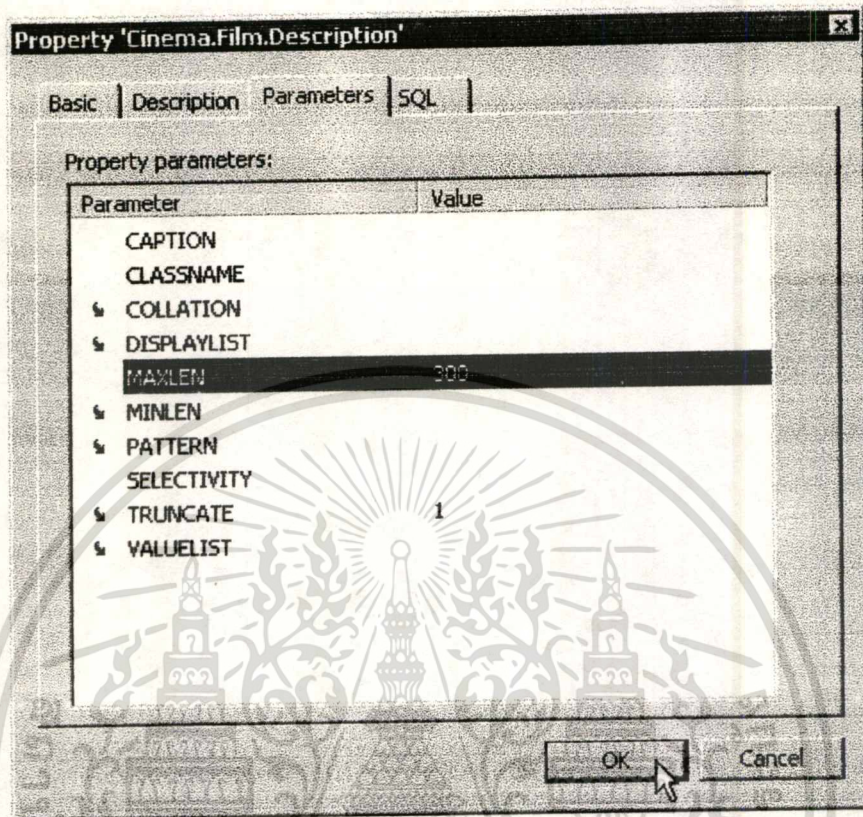 Property 'Cinema.Film.Description'
Basic Description Parameters SQL
Property parameters:
Parameter Value
CAPTION
CLASSNAME
COLLATION
DISPLAYLIST
MAXLEN 300
MINLEN
PATTERN
SELECTIVITY
TRUNCATE 1
VALUELIST
OK Cancel